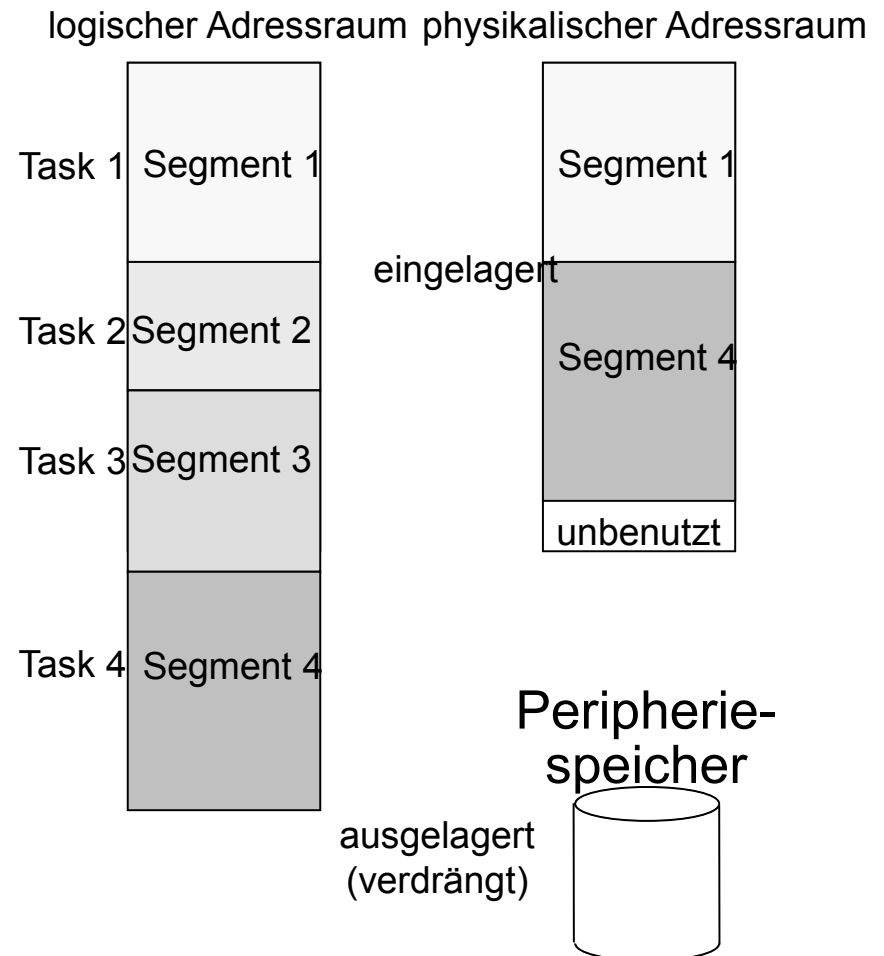 logischer Adressraum physikalischer Adressraum
Task 1 Segment 1
Segment 1
eingelagert
Task 2 Segment 2
Segment 4
Task 3 Segment 3
unbenutzt
Task 4 Segment 4
Peripherie-
speicher
ausgelagert
(verdrängt)